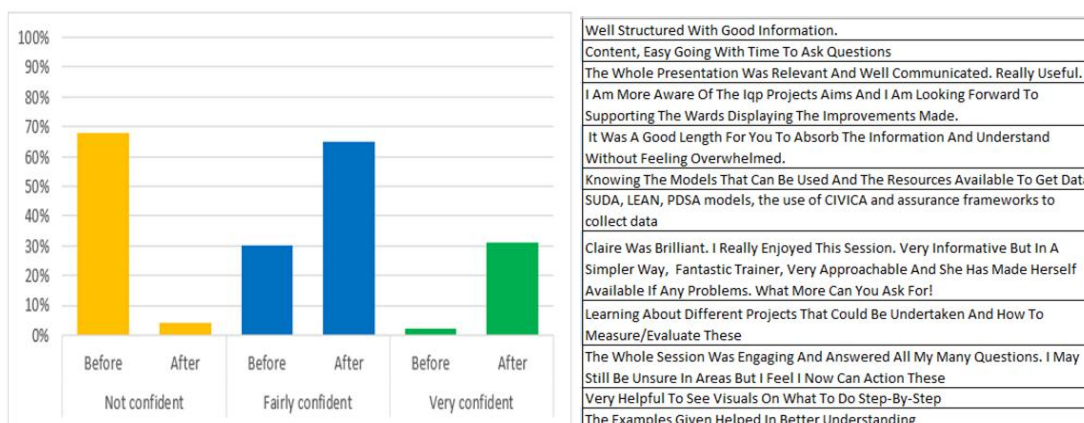 100%
90%
80%
70%
60%
50%
40%
30%
20%
10%
0%
Before After Before After Before After
Not confident Fairly confident Very confident
Well Structured With Good Information.
Content, Easy Going With Time To Ask Questions
The Whole Presentation Was Relevant And Well Communicated. Really Useful.
I Am More Aware Of The Iqp Projects Aims And I Am Looking Forward To
Supporting The Wards Displaying The Improvements Made.
It Was A Good Length For You To Absorb The Information And Understand
Without Feeling Overwhelmed.
Knowing The Models That Can Be Used And The Resources Available To Get Dat
SUDA, LEAN, PDSA models, the use of CIVICA and assurance frameworks to
collect data
Claire Was Brilliant. I Really Enjoyed This Session. Very Informative But In A
Simpler Way, Fantastic Trainer, Very Approachable And She Has Made Herself
Available If Any Problems. What More Can You Ask For!
Learning About Different Projects That Could Be Undertaken And How To
Measure/Evaluate These
The Whole Session Was Engaging And Answered All My Many Questions. I May
Still Be Unsure In Areas But I Feel I Now Can Action These
Very Helpful To See Visuals On What To Do Step-By-Step
The Examples Given Helped In Better Understanding